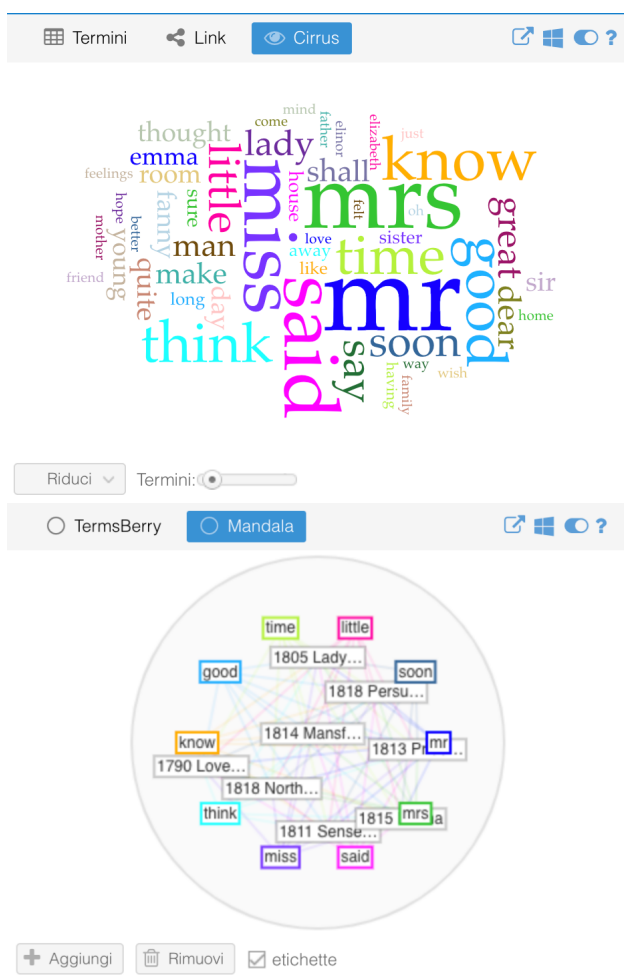 Termini Link Cirrus ?
mind
come
father
elinor
elizabeth
just
thought
lady
know
emma
little
miss
shall
mrs
feelings
room
house
felt
oh
sure
fanny
hope
better
mother
young
man
love
sister
great
away
time
good
like
friend
quite
make
said
mr
sir
long
day
dear
home
think
say
soon
way
wish
having
family
Riduci Termini:
TermsBerry Mandala ?
time little
1805 Lady...
good soon
1818 Persu...
1814 Mansf...
know mr
1813 Pr...
1790 Love...
1818 North...
think mrs
1815 a
1811 Sense...
miss said
Aggiungi Rimuovi etichette